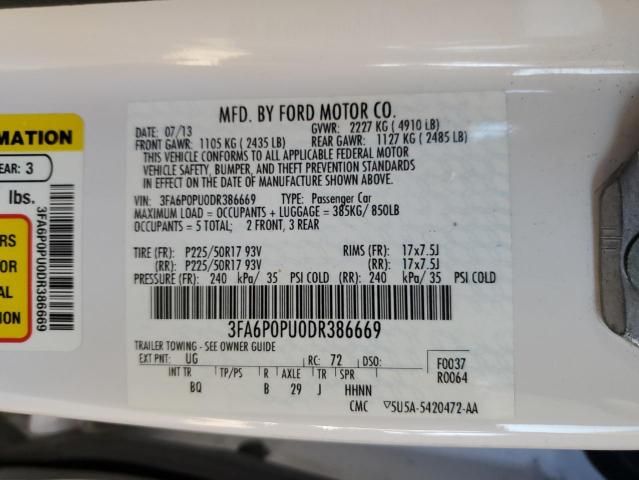 RMATION
EAR: 3
lbs.
RS
OR
AL
NG
3FA6P0PU0DR386669
MFD. BY FORD MOTOR CO.
DATE: 07/13 GVWR: 2227 KG ( 4910 LB)
FRONT GAWR: 1105 KG ( 2435 LB) REAR GAWR: 1127 KG ( 2485 LB)
THIS VEHICLE CONFORMS TO ALL APPLICABLE FEDERAL MOTOR
VEHICLE SAFETY, BUMPER, AND THEFT PREVENTION STANDARDS
IN EFFECT ON THE DATE OF MANUFACTURE SHOWN ABOVE.
VIN: 3FA6P0PU0DR386669 TYPE: Passenger Car
MAXIMUM LOAD = OCCUPANTS + LUGGAGE = 385KG/ 850LB
OCCUPANTS = 5 TOTAL; 2 FRONT, 3 REAR
TIRE (FR): P225/50R17 93V RIMS (FR): 17x7.5J
(RR): P225/50R17 93V (RR): 17x7.5J
PRESSURE (FR): 240 kPa/ 35 PSI COLD (RR): 240 kPa/ 35 PSI COLD
3FA6P0PU0DR386669
TRAILER TOWING - SEE OWNER GUIDE
EXT PNT: UG RC: 72 DSO: F0037
R0064
INT TR TP/PS R AXLE TR SPR
BQ B 29 J HHNN
CMC ▽5U5A-5420472-AA